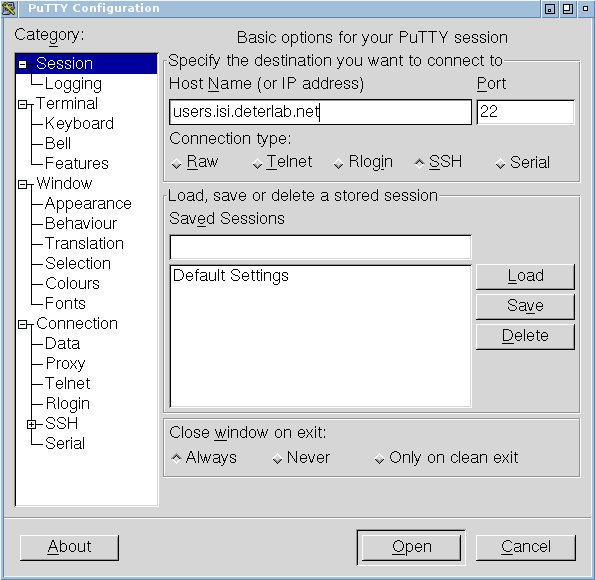 PuTTY Configuration
Category:
Session
Logging
Terminal
Keyboard
Bell
Features
Window
Appearance
Behaviour
Translation
Selection
Colours
Fonts
Connection
Data
Proxy
Telnet
Rlogin
SSH
Serial
Basic options for your PuTTY session
Specify the destination you want to connect to
Host Name (or IP address) Port
users.isi.deterlab.net 22
Connection type:
Raw Telnet Rlogin SSH Serial
Load, save or delete a stored session
Saved Sessions
Default Settings
Load
Save
Delete
Close window on exit:
Always Never Only on clean exit
About Open Cancel